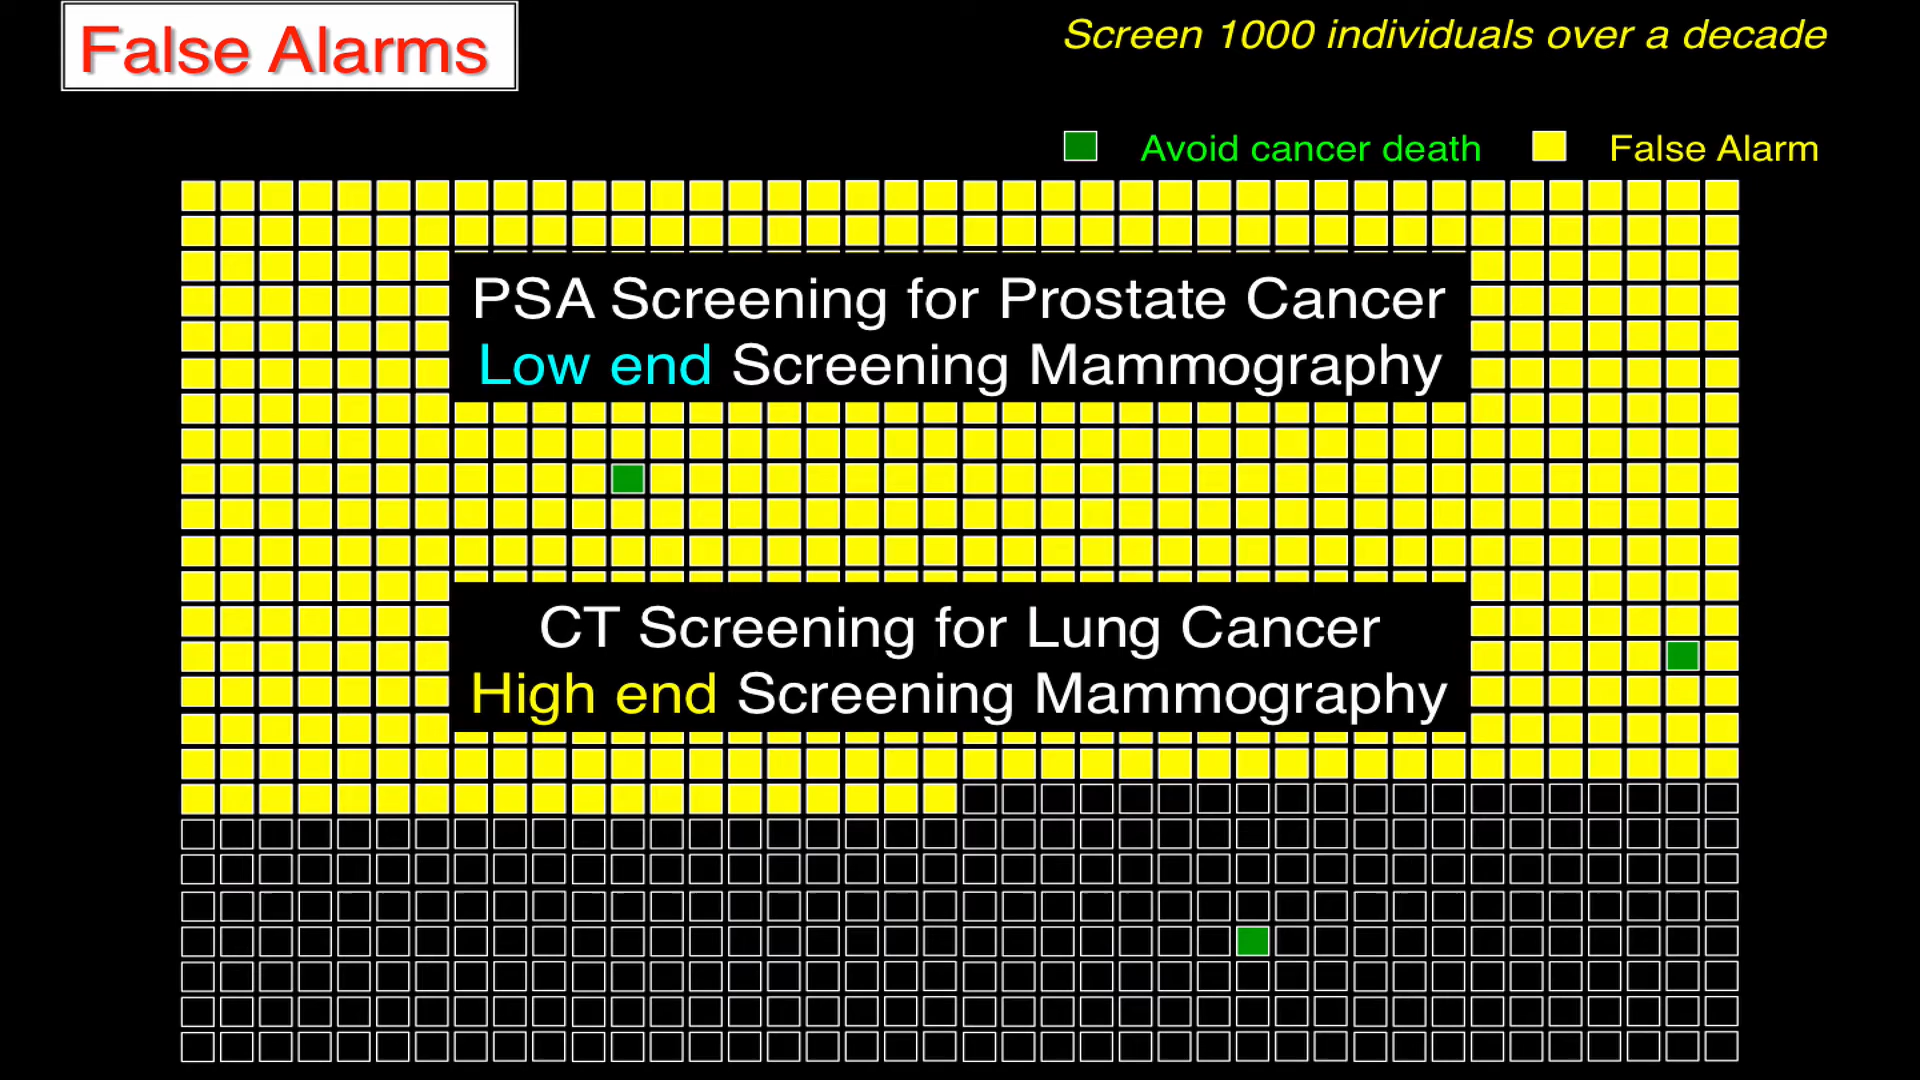 False Alarms
Screen 1000 individuals over a decade
Avoid cancer death
False Alarm
PSA Screening for Prostate Cancer
Low end Screening Mammography
CT Screening for Lung Cancer
High end Screening Mammography